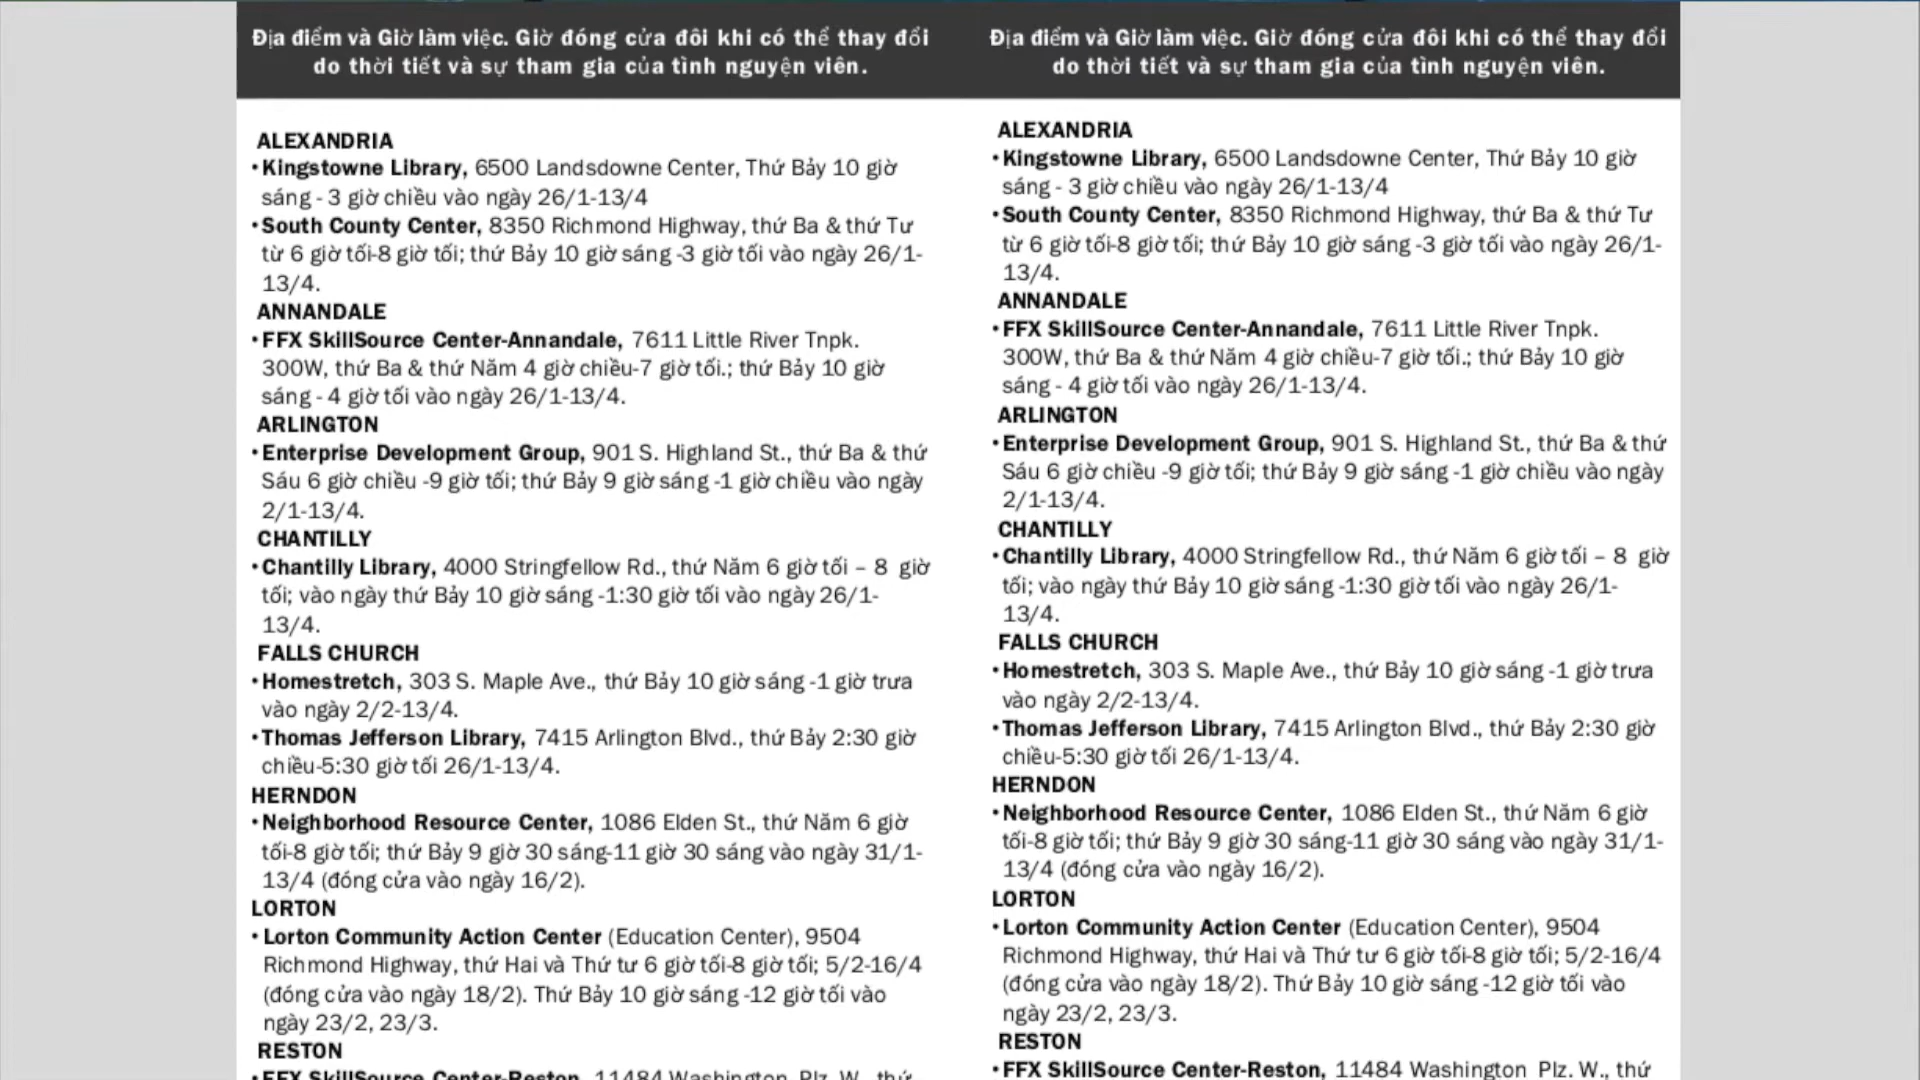 Địa điểm và Giờ làm việc. Giờ đóng cửa đôi khi có thể thay đổi
do thời tiết và sự tham gia của tình nguyện viên.
ALEXANDRIA
•Kingstowne Library, 6500 Landsdowne Center, Thứ Bảy 10 giờ
sáng - 3 giờ chiều vào ngày 26/1-13/4
•South County Center, 8350 Richmond Highway, thứ Ba & thứ Tư
từ 6 giờ tối-8 giờ tối; thứ Bảy 10 giờ sáng -3 giờ tối vào ngày 26/1-
13/4.
ANNANDALE
•FFX SkillSource Center-Annandale, 7611 Little River Tnpk.
300W, thứ Ba & thứ Năm 4 giờ chiều-7 giờ tối.; thứ Bảy 10 giờ
sáng - 4 giờ tối vào ngày 26/1-13/4.
ARLINGTON
•Enterprise Development Group, 901 S. Highland St., thứ Ba & thứ
Sáu 6 giờ chiều -9 giờ tối; thứ Bảy 9 giờ sáng -1 giờ chiều vào ngày
2/1-13/4.
CHANTILLY
•Chantilly Library, 4000 Stringfellow Rd., thứ Năm 6 giờ tối – 8 giờ
tối; vào ngày thứ Bảy 10 giờ sáng -1:30 giờ tối vào ngày 26/1-
13/4.
FALLS CHURCH
•Homestretch, 303 S. Maple Ave., thứ Bảy 10 giờ sáng -1 giờ trưa
vào ngày 2/2-13/4.
•Thomas Jefferson Library, 7415 Arlington Blvd., thứ Bảy 2:30 giờ
chiều-5:30 giờ tối 26/1-13/4.
HERNDON
•Neighborhood Resource Center, 1086 Elden St., thứ Năm 6 giờ
tối-8 giờ tối; thứ Bảy 9 giờ 30 sáng-11 giờ 30 sáng vào ngày 31/1-
13/4 (đóng cửa vào ngày 16/2).
LORTON
•Lorton Community Action Center (Education Center), 9504
Richmond Highway, thứ Hai và Thứ tư 6 giờ tối-8 giờ tối; 5/2-16/4
(đóng cửa vào ngày 18/2). Thứ Bảy 10 giờ sáng -12 giờ tối vào
ngày 23/2, 23/3.
RESTON
•FFX SkillSource Center-Reston, 11484 Washington Plz. W., thứ
Địa điểm và Giờ làm việc. Giờ đóng cửa đôi khi có thể thay đổi
do thời tiết và sự tham gia của tình nguyện viên.
ALEXANDRIA
•Kingstowne Library, 6500 Landsdowne Center, Thứ Bảy 10 giờ
sáng - 3 giờ chiều vào ngày 26/1-13/4
•South County Center, 8350 Richmond Highway, thứ Ba & thứ Tư
từ 6 giờ tối-8 giờ tối; thứ Bảy 10 giờ sáng -3 giờ tối vào ngày 26/1-
13/4.
ANNANDALE
•FFX SkillSource Center-Annandale, 7611 Little River Tnpk.
300W, thứ Ba & thứ Năm 4 giờ chiều-7 giờ tối.; thứ Bảy 10 giờ
sáng - 4 giờ tối vào ngày 26/1-13/4.
ARLINGTON
•Enterprise Development Group, 901 S. Highland St., thứ Ba & thứ
Sáu 6 giờ chiều -9 giờ tối; thứ Bảy 9 giờ sáng -1 giờ chiều vào ngày
2/1-13/4.
CHANTILLY
•Chantilly Library, 4000 Stringfellow Rd., thứ Năm 6 giờ tối – 8 giờ
tối; vào ngày thứ Bảy 10 giờ sáng -1:30 giờ tối vào ngày 26/1-
13/4.
FALLS CHURCH
•Homestretch, 303 S. Maple Ave., thứ Bảy 10 giờ sáng -1 giờ trưa
vào ngày 2/2-13/4.
•Thomas Jefferson Library, 7415 Arlington Blvd., thứ Bảy 2:30 giờ
chiều-5:30 giờ tối 26/1-13/4.
HERNDON
•Neighborhood Resource Center, 1086 Elden St., thứ Năm 6 giờ
tối-8 giờ tối; thứ Bảy 9 giờ 30 sáng-11 giờ 30 sáng vào ngày 31/1-
13/4 (đóng cửa vào ngày 16/2).
LORTON
•Lorton Community Action Center (Education Center), 9504
Richmond Highway, thứ Hai và Thứ tư 6 giờ tối-8 giờ tối; 5/2-16/4
(đóng cửa vào ngày 18/2). Thứ Bảy 10 giờ sáng -12 giờ tối vào
ngày 23/2, 23/3.
RESTON
•FFX SkillSource Center-Reston, 11484 Washington Plz. W., thứ